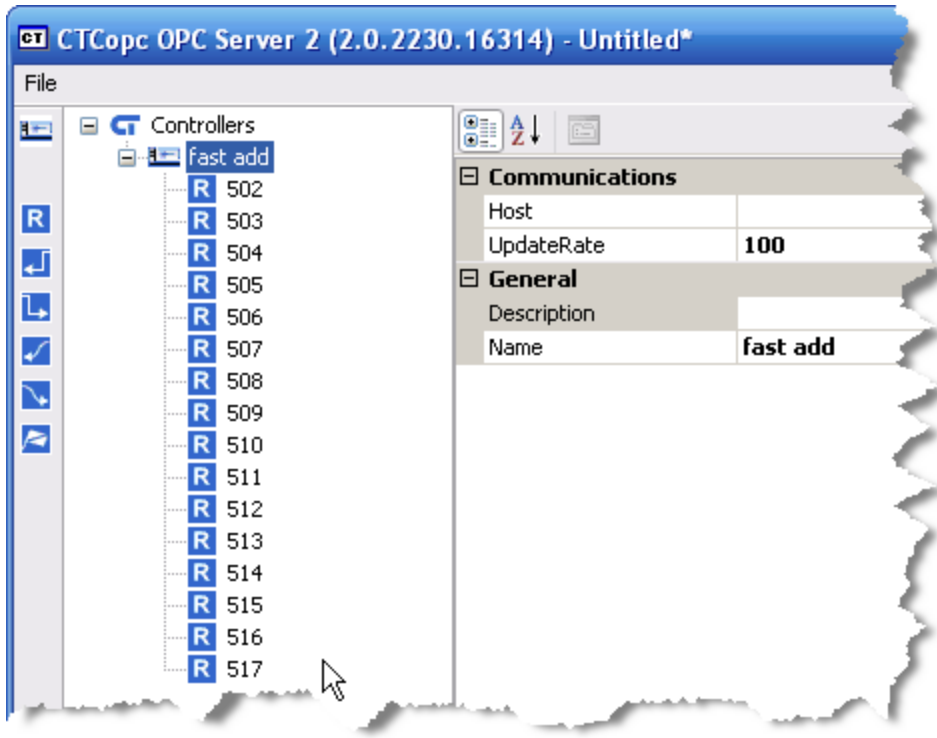 CT CTCopc OPC Server 2 (2.0.2230.16314) - Untitled*
File
CT Controllers
fast add
R 502
R 503
R 504
R 505
R 506
R 507
R 508
R 509
R 510
R 511
R 512
R 513
R 514
R 515
R 516
R 517
R
A
Z
Communications
Host
UpdateRate 100
General
Description
Name fast add